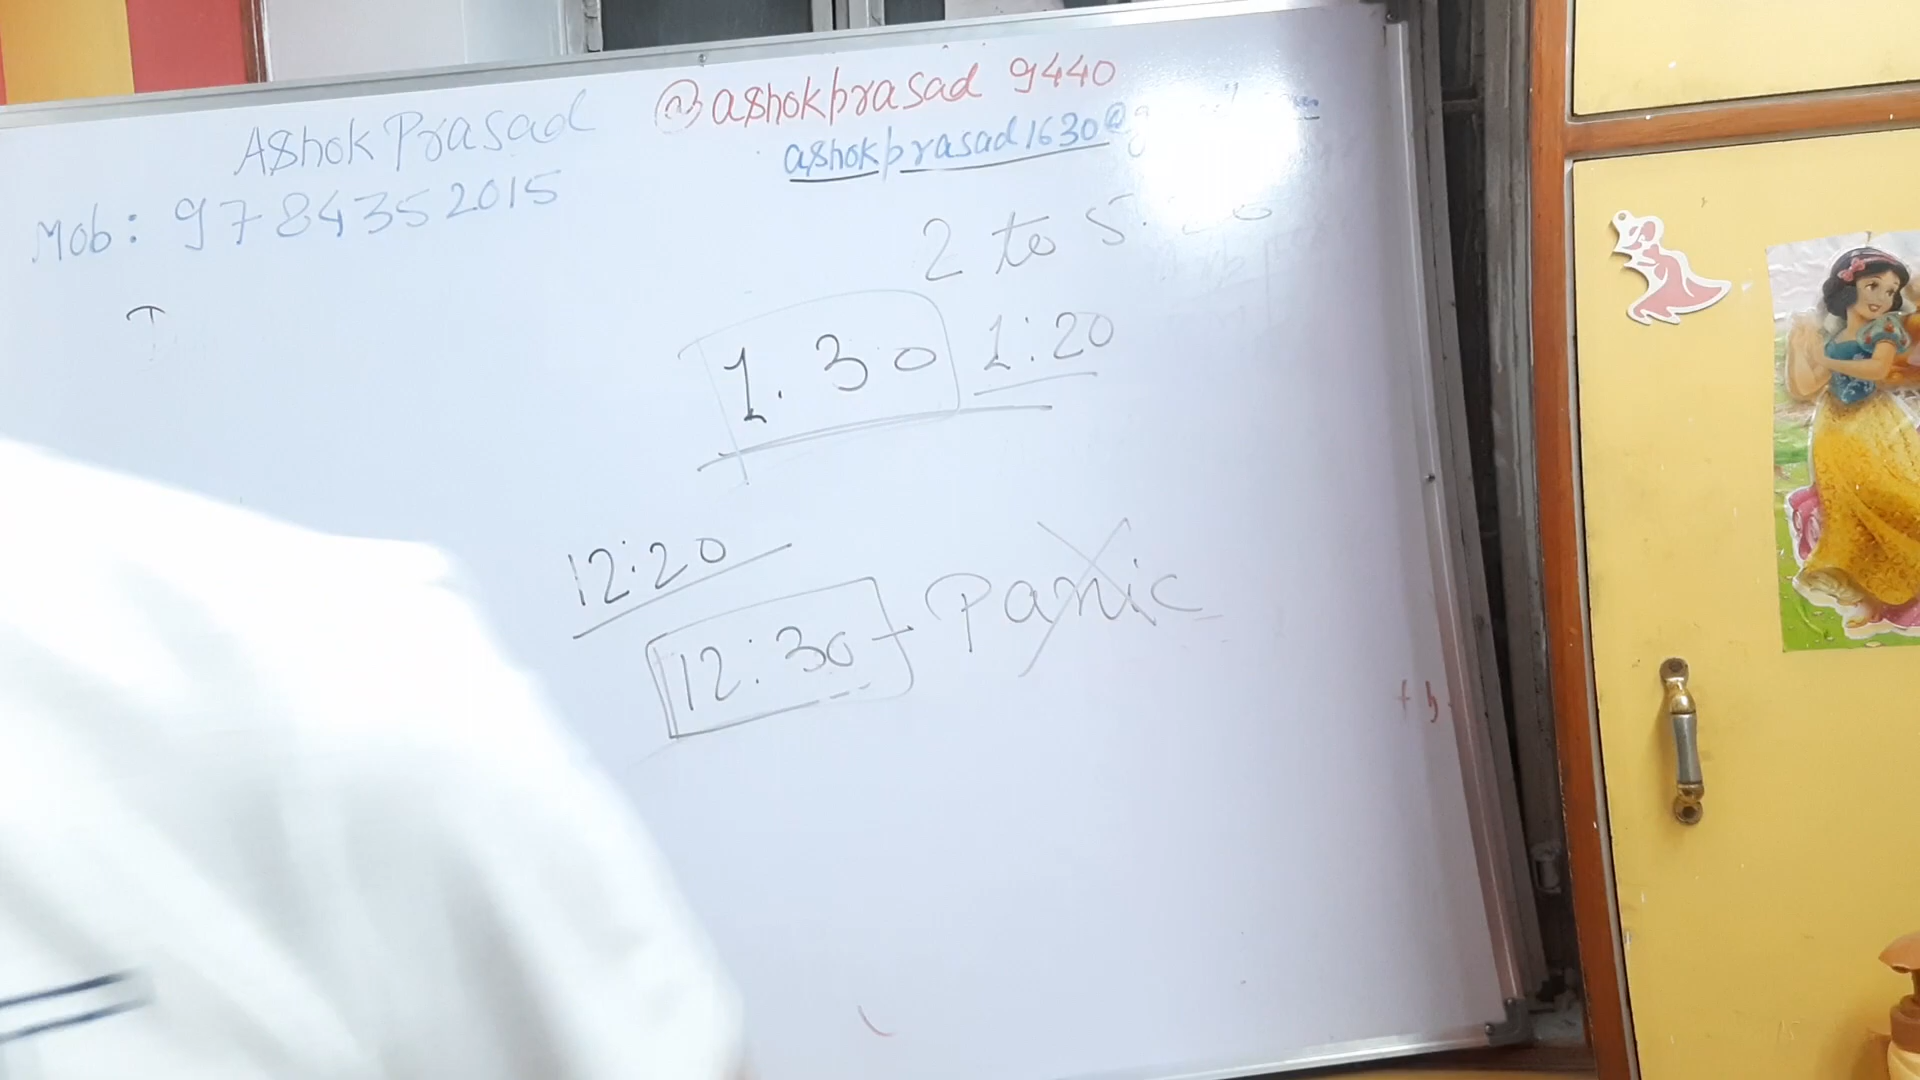 Ashok Prasad
Mob: 9784352015
@ashokprasad 9440
ashokprasad1630@
2 to
1.30 1:20
12:20
12:30 Panic